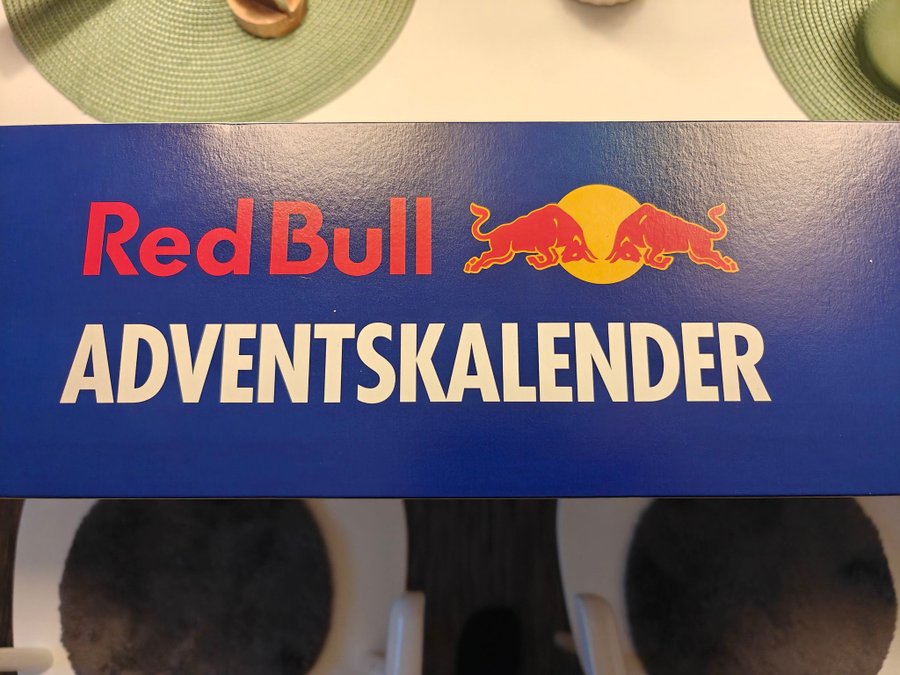 Red Bull
ADVENTSKALENDER